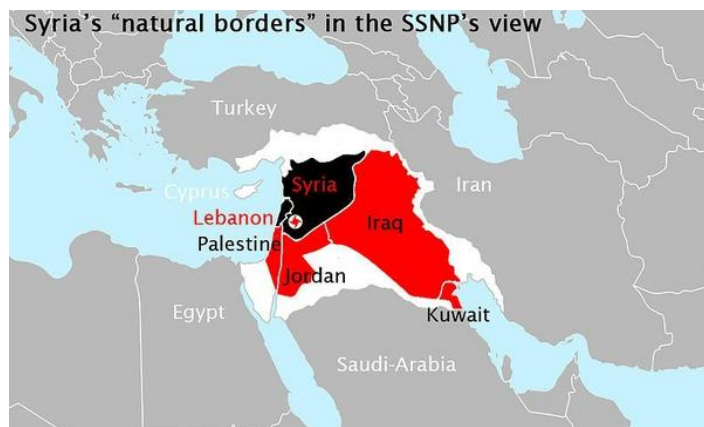 Syria's "natural borders" in the SSNP's view
Turkey
Cyprus
Syria
Iran
Lebanon
Iraq
Palestine
Jordan
Egypt
Kuwait
Saudi-Arabia